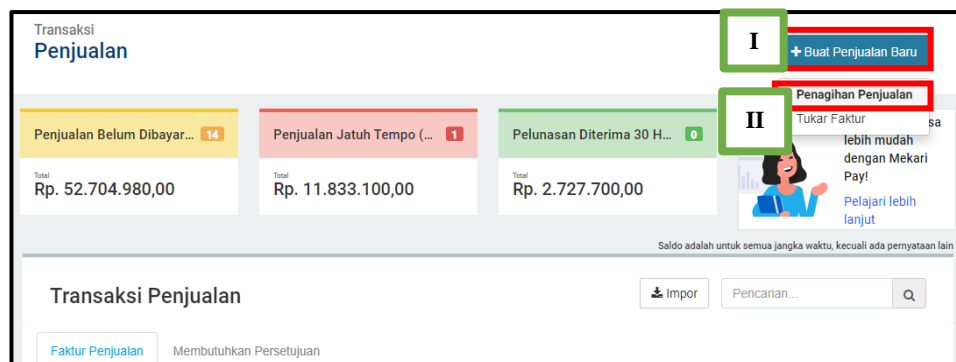 Transaksi
Penjualan
I
+ Buat Penjualan Baru
Penagihan Penjualan
II
Tukar Faktur
sa
lebih mudah
dengan Mekari
Pay!
Pelajari lebih
lanjut
Penjualan Belum Dibayar... 14
Total
Rp. 52.704.980,00
Penjualan Jatuh Tempo (... 1
Total
Rp. 11.833.100,00
Pelunasan Diterima 30 H... 0
Total
Rp. 2.727.700,00
Saldo adalah untuk semua jangka waktu, kecuali ada pernyataan lain
Transaksi Penjualan
Impor
Pencarian...
Faktur Penjualan
Membutuhkan Persetujuan